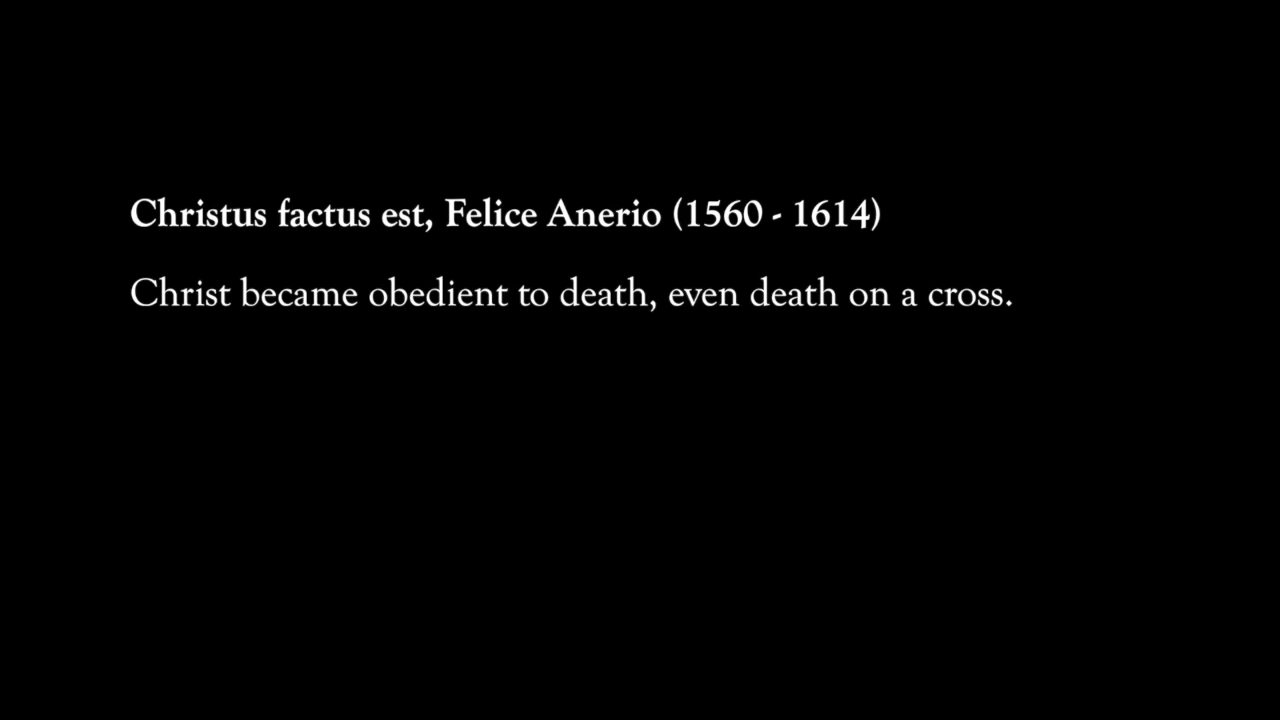 Christus factus est, Felice Anerio (1560 - 1614)
Christ became obedient to death, even death on a cross.